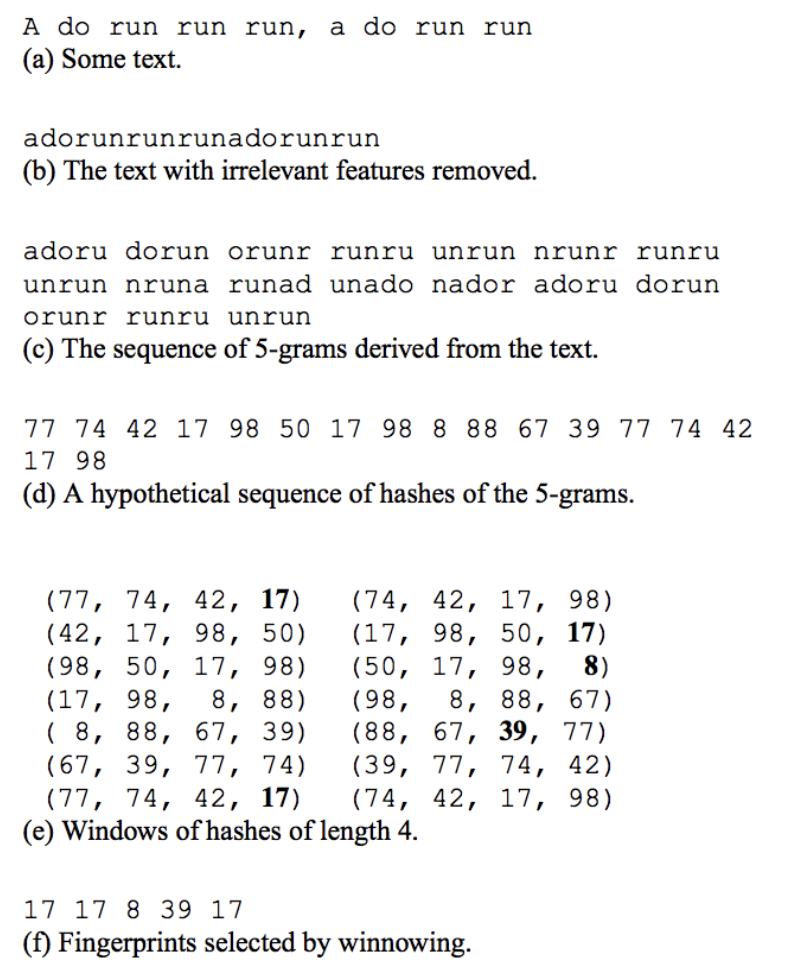 A do run run run, a do run run
(a) Some text.
adorunrunrunadorunrun
(b) The text with irrelevant features removed.
adoru dorun orunr runru unrun nrunr runru
unrun nruna runad unado nador adoru dorun
orunr runru unrun
(c) The sequence of 5-grams derived from the text.
77 74 42 17 98 50 17 98 8 88 67 39 77 74 42
17 98
(d) A hypothetical sequence of hashes of the 5-grams.
(77, 74, 42, 17) (74, 42, 17, 98)
(42, 17, 98, 50) (17, 98, 50, 17)
(98, 50, 17, 98) (50, 17, 98, 8)
(17, 98, 8, 88) (98, 8, 88, 67)
( 8, 88, 67, 39) (88, 67, 39, 77)
(67, 39, 77, 74) (39, 77, 74, 42)
(77, 74, 42, 17) (74, 42, 17, 98)
(e) Windows of hashes of length 4.
17 17 8 39 17
(f) Fingerprints selected by winnowing.